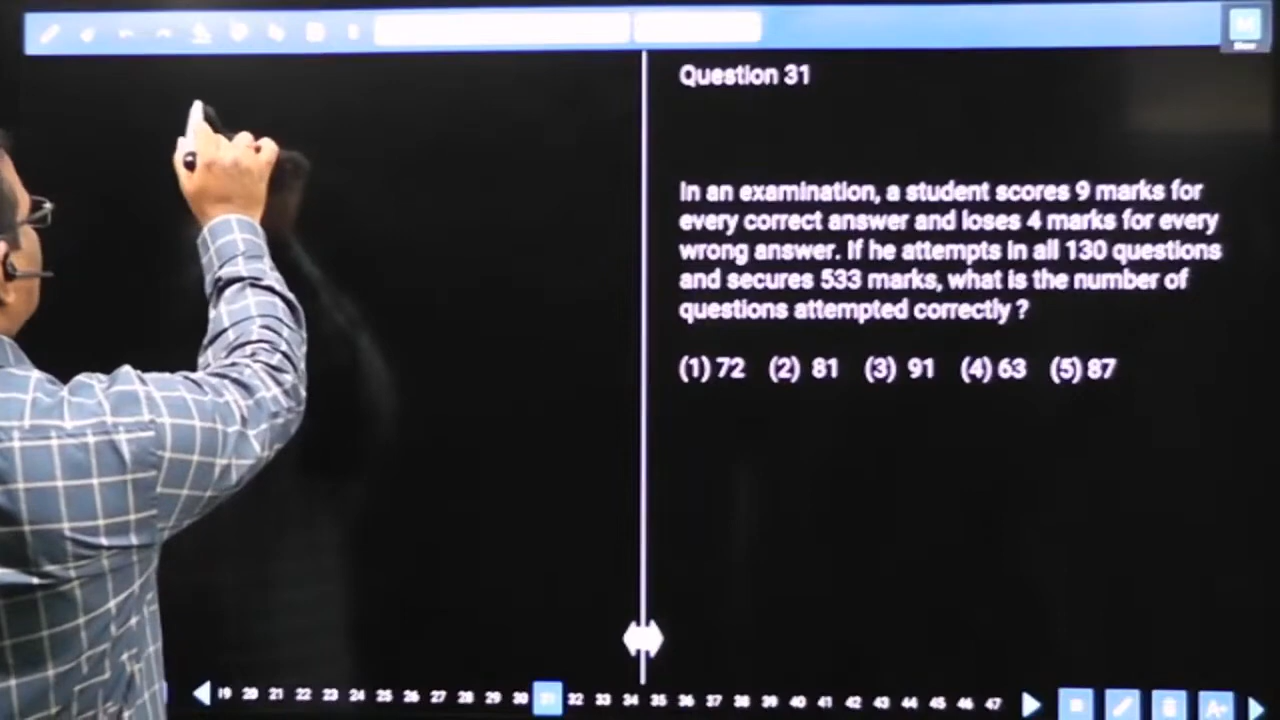 Question 31
In an examination, a student scores 9 marks for
every correct answer and loses 4 marks for every
wrong answer. If he attempts in all 130 questions
and secures 533 marks, what is the number of
questions attempted correctly ?
(1) 72 (2) 81 (3) 91 (4) 63 (5) 87
19 20 21 22 23 24 25 26 27 28 29 30 31 32 33 34 35 36 37 38 39 40 41 42 43 44 45 46 47